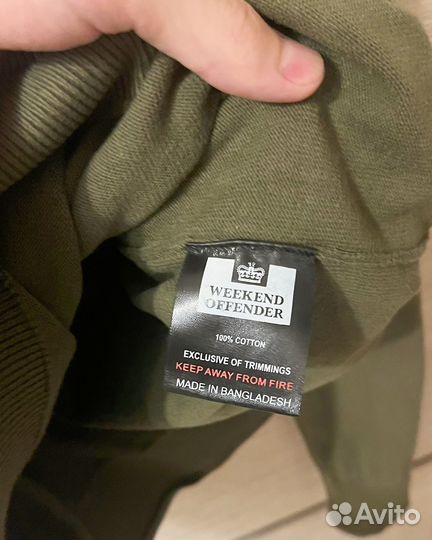 WEEKEND
OFFENDER
100% COTTON
EXCLUSIVE OF TRIMMINGS
KEEP AWAY FROM FIRE
MADE IN BANGLADESH
Avito